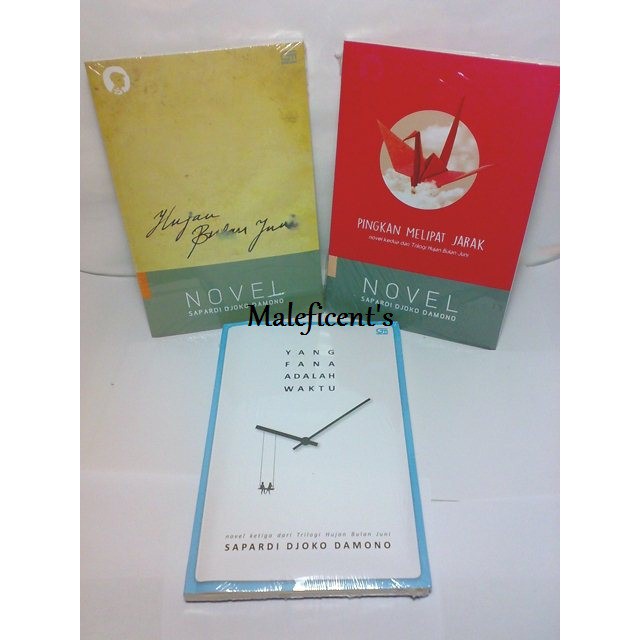 Hujan
Bulan Juni
NOVEL
SAPARDI DJOKO DAMONO
PINGKAN MELIPAT JARAK
novel kedua dari Trilogi Hujan Bulan Juni
NOVEL
SAPARDI DJOKO DAMONO
Maleficent's
YANG
FANA
ADALAH
WAKTU
novel ketiga dari Trilogi Hujan Bulan Juni
SAPARDI DJOKO DAMONO